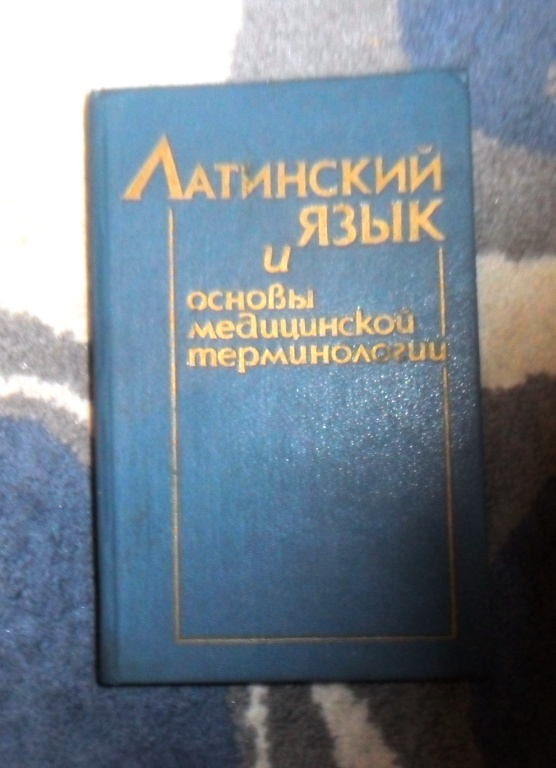 Латинский
язык
и
основы
медицинской
терминологии